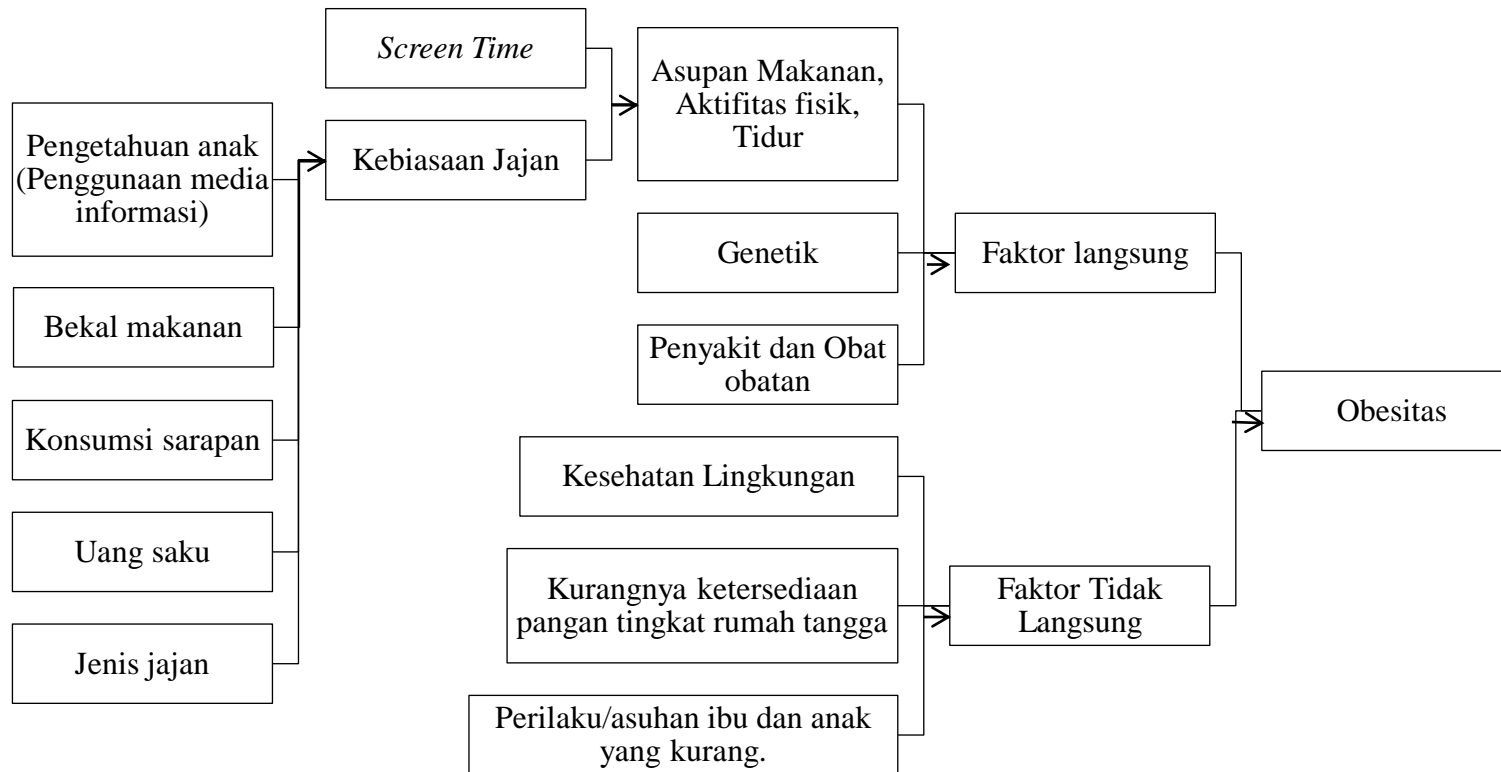 Screen Time
Asupan Makanan,
Aktifitas fisik,
Tidur
Pengetahuan anak
(Penggunaan media
informasi)
Kebiasaan Jajan
Genetik
Faktor langsung
Bekal makanan
Penyakit dan Obat
obatan
Obesitas
Konsumsi sarapan
Kesehatan Lingkungan
Uang saku
Kurangnya ketersediaan
pangan tingkat rumah tangga
Faktor Tidak
Langsung
Jenis jajan
Perilaku/asuhan ibu dan anak
yang kurang.